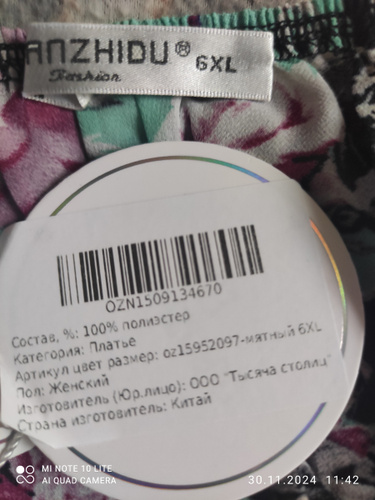 ANZHIDU® 6XL
Fashion
OZN1509134670
Состав, %: 100% полиэстер
Категория: Платье
Артикул цвет размер: oz15952097-мятный 6XL
Пол: Женский
Изготовитель (Юр.лицо): ООО "Тысяча столиц"
Страна изготовитель: Китай
MI NOTE 10 LITE
AI QUAD CAMERA
30.11.2024 11:42